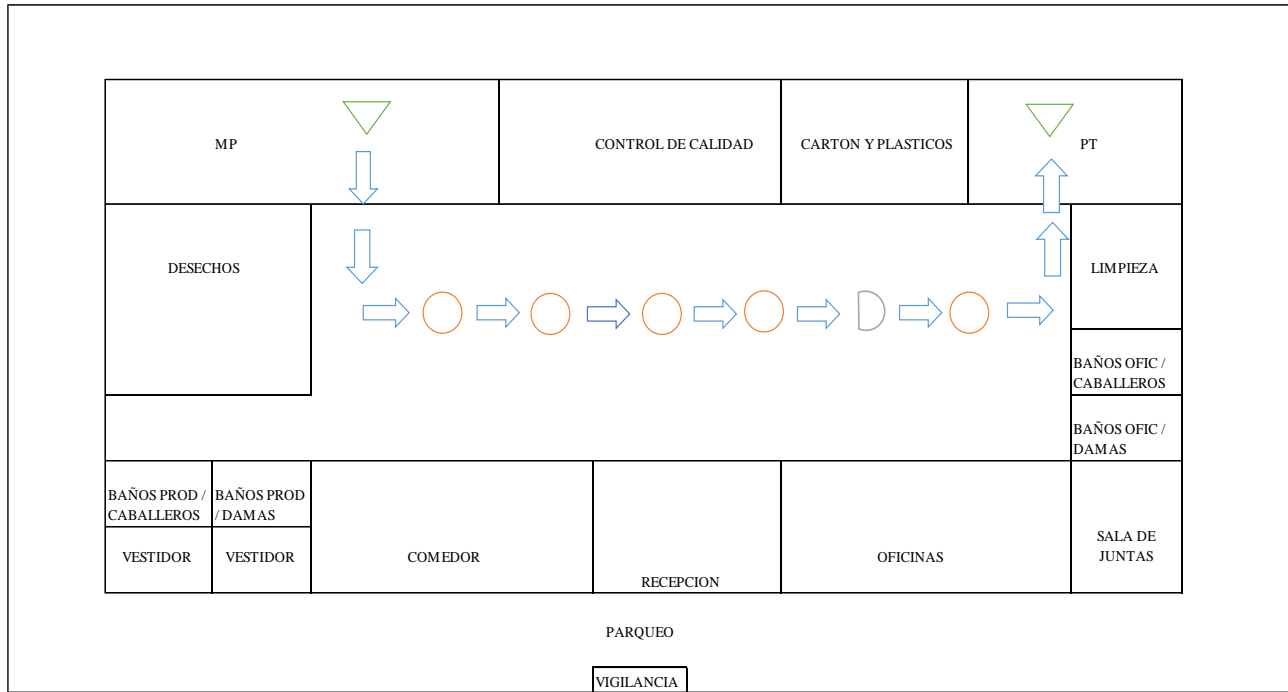 MP
CONTROL DE CALIDAD
CARTON Y PLASTICOS
PT
DESECHOS
LIMPIEZA
BAÑOS OFIC /
CABALLEROS
BAÑOS OFIC /
DAMAS
BAÑOS PROD /
CABALLEROS
BAÑOS PROD
/ DAMAS
VESTIDOR
VESTIDOR
COMEDOR
RECEPCION
OFICINAS
SALA DE
JUNTAS
PARQUEO
VIGILANCIA